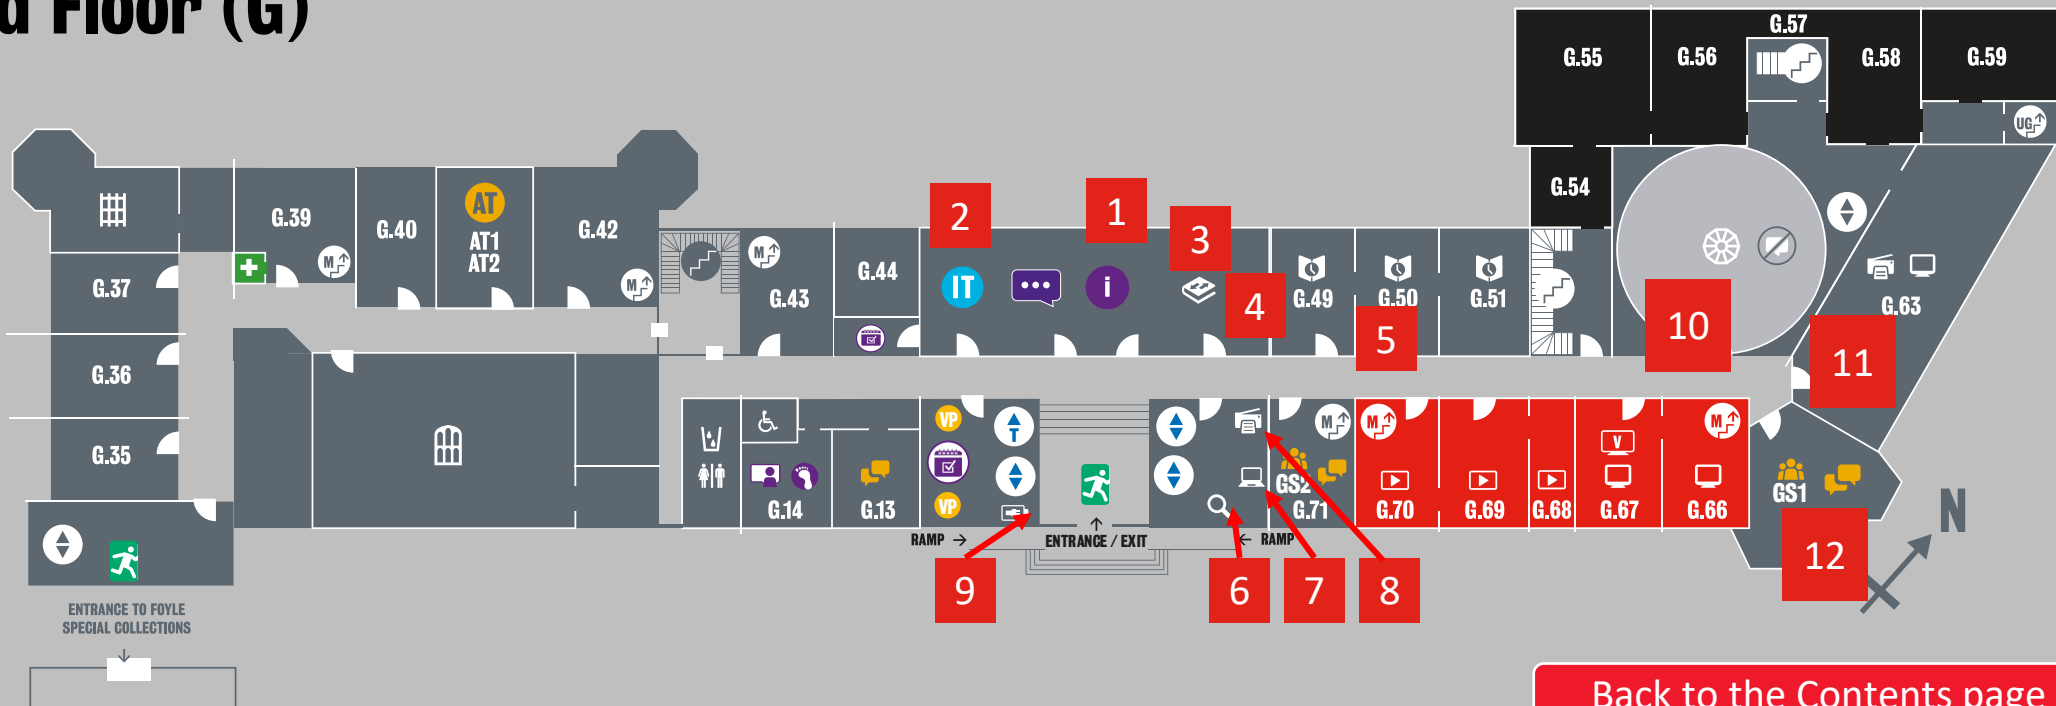 d Floor (G)
G.57
G.55
G.56
G.58
G.59
UG
G.54
G.39
M
G.40
AT
AT1
AT2
G.42
M
M
G.43
G.44
2
IT
1
i
3
4
G.49
G.50
5
G.51
10
G.63
11
G.37
G.36
G.35
G.14
G.13
VP
VP
T
M
GS2
G.71
M
G.70
G.69
G.68
V
G.67
M
G.66
GS1
12
N
RAMP →
ENTRANCE / EXIT
← RAMP
9
6
7
8
ENTRANCE TO FOYLE
SPECIAL COLLECTIONS
Back to the Contents page